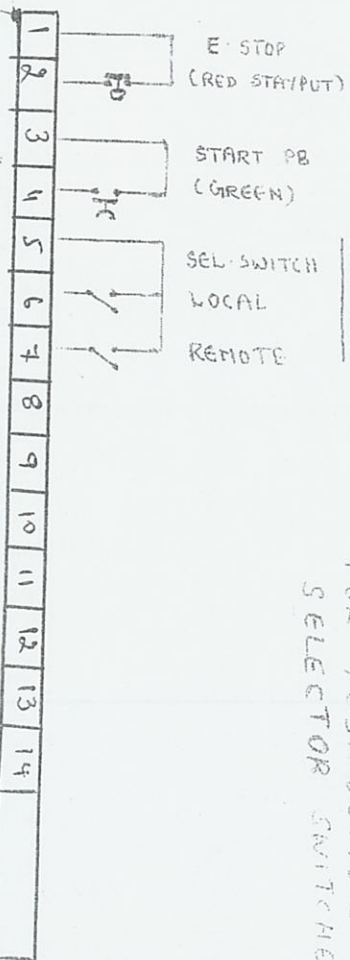 1
E-STOP
2
(RED STAYPUT)
3
START PB
4
(GREEN)
5
SEL-SWITCH
6
LOCAL
7
REMOTE
8
9
10
11
12
13
14
SELECTOR